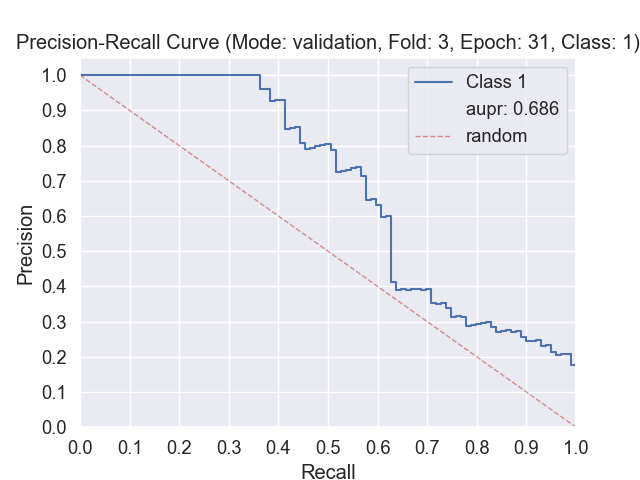 Precision-Recall Curve (Mode: validation, Fold: 3, Epoch: 31, Class: 1)
1.0
0.9
0.8
0.7
0.6
0.5
0.4
0.3
0.2
0.1
0.0
Precision
Class 1
aupr: 0.686
random
0.0 0.1 0.2 0.3 0.4 0.5 0.6 0.7 0.8 0.9 1.0
Recall